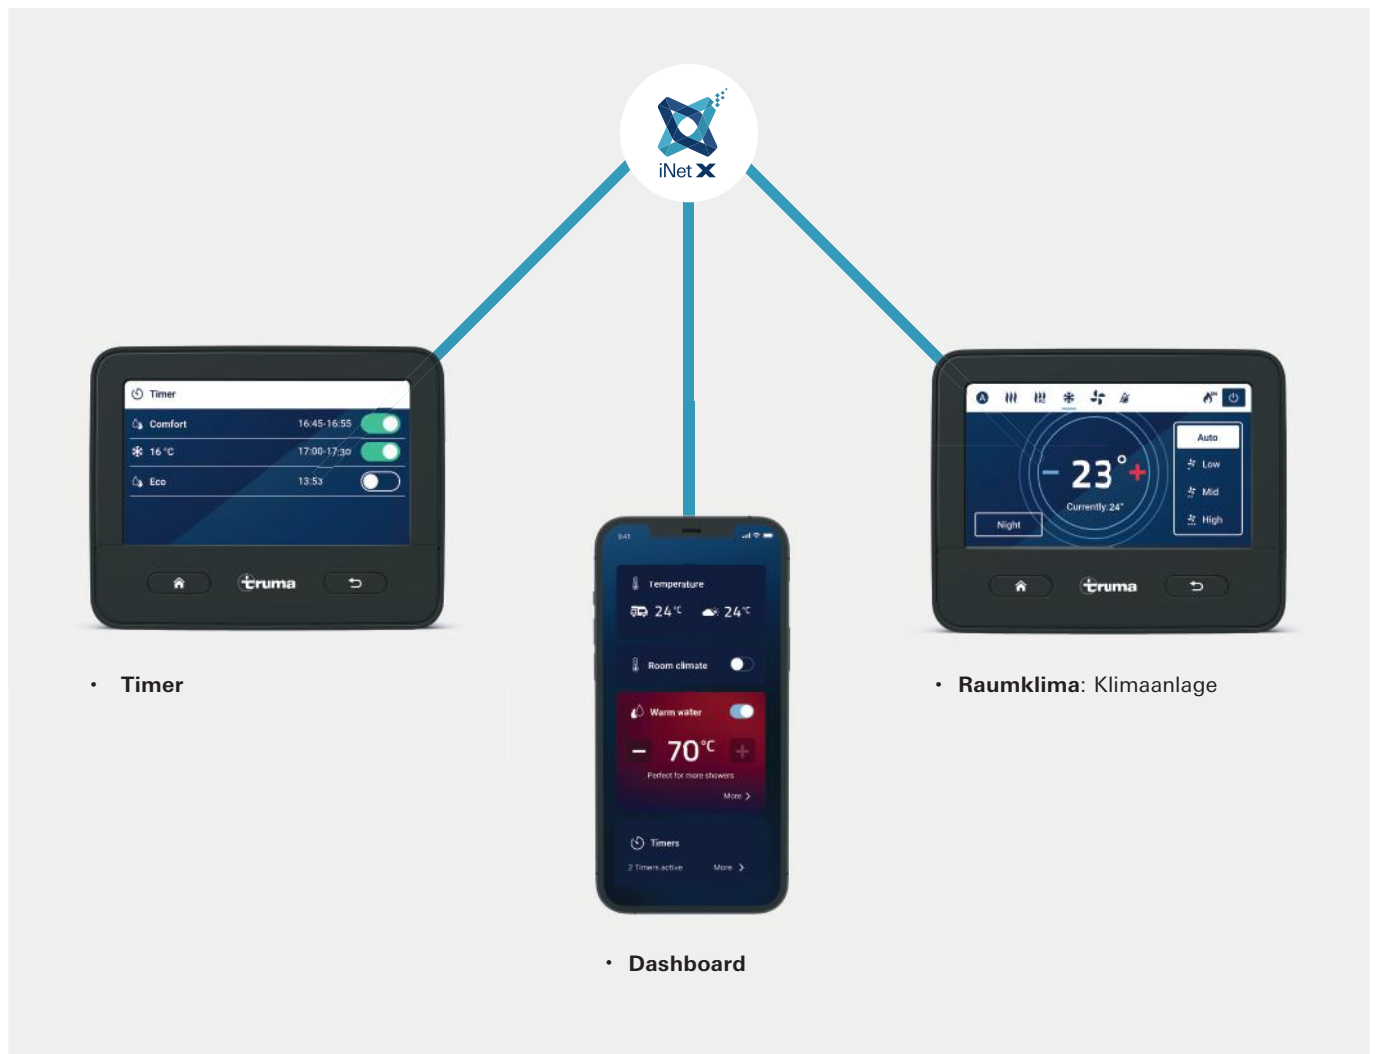 iNet X
Timer
Comfort 16:45-16:55
16 °C 17:00-17:30
Eco 13:53
truma
• Timer
9:41
Temperature
24°C 24°C
Room climate
Warm water
− 70°C +
Perfect for more showers
More >
Timers
2 Timers active More >
• Dashboard
A
− 23° +
Currently: 24°
Night
Auto
Low
Mid
High
truma
• Raumklima: Klimaanlage